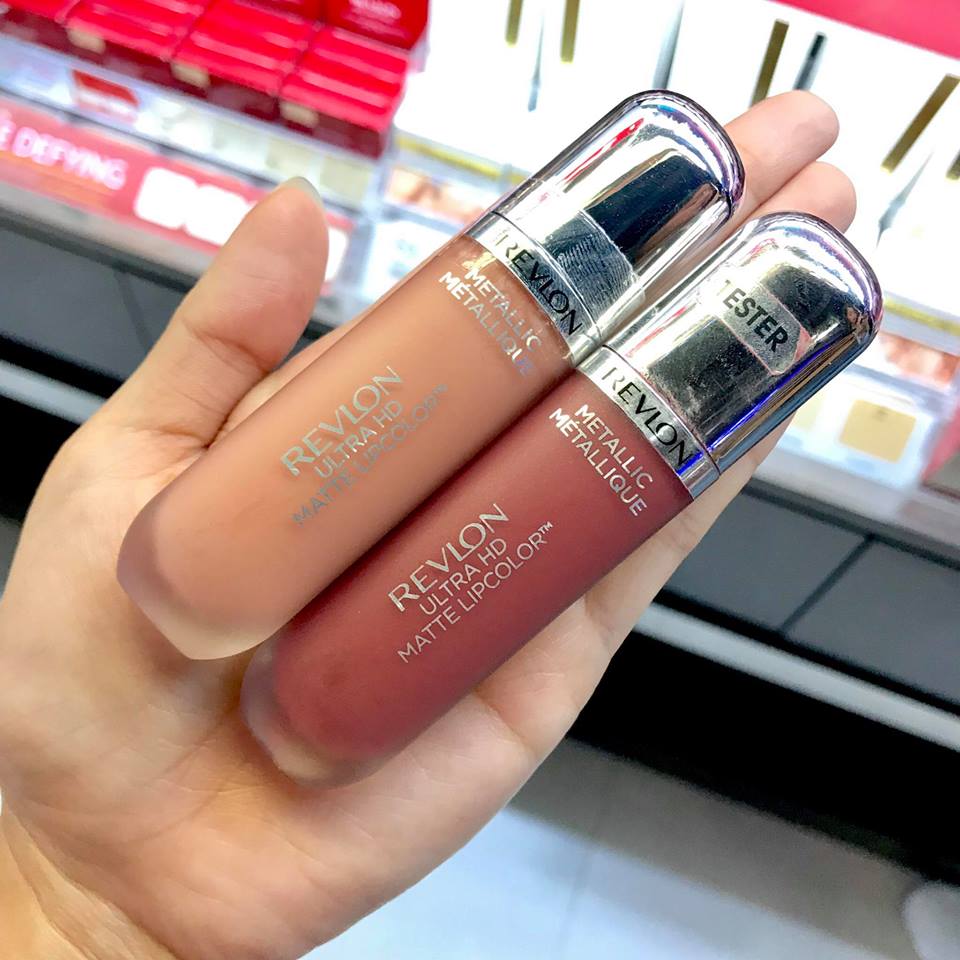 E DEFYING
REVLON
METALLIC
MÉTALLIQUE
REVLON
ULTRA HD
MATTE LIPCOLOR™
TESTER
REVLON
METALLIC
MÉTALLIQUE
REVLON
ULTRA HD
MATTE LIPCOLOR™